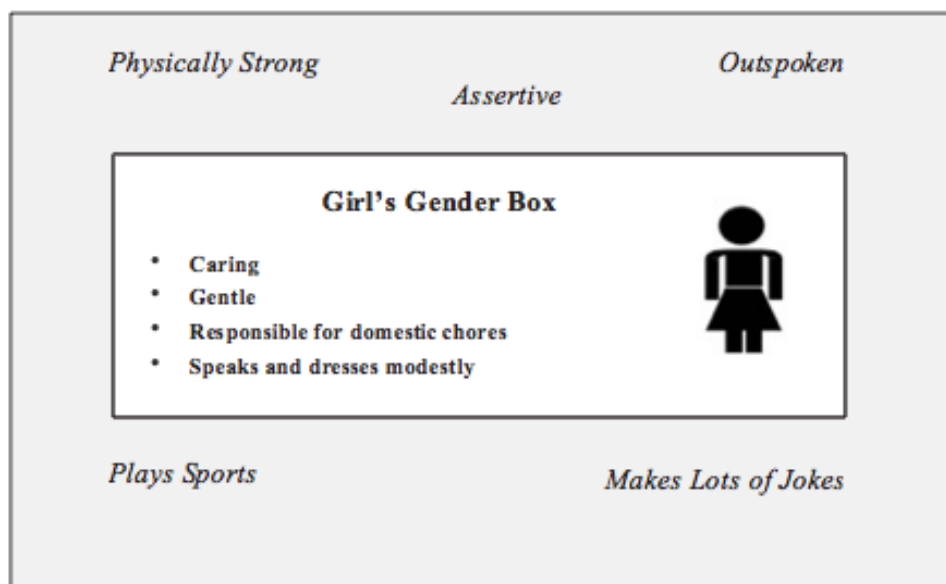 Physically Strong
Outspoken
Assertive
Girl's Gender Box
• Caring
• Gentle
• Responsible for domestic chores
• Speaks and dresses modestly
Plays Sports
Makes Lots of Jokes